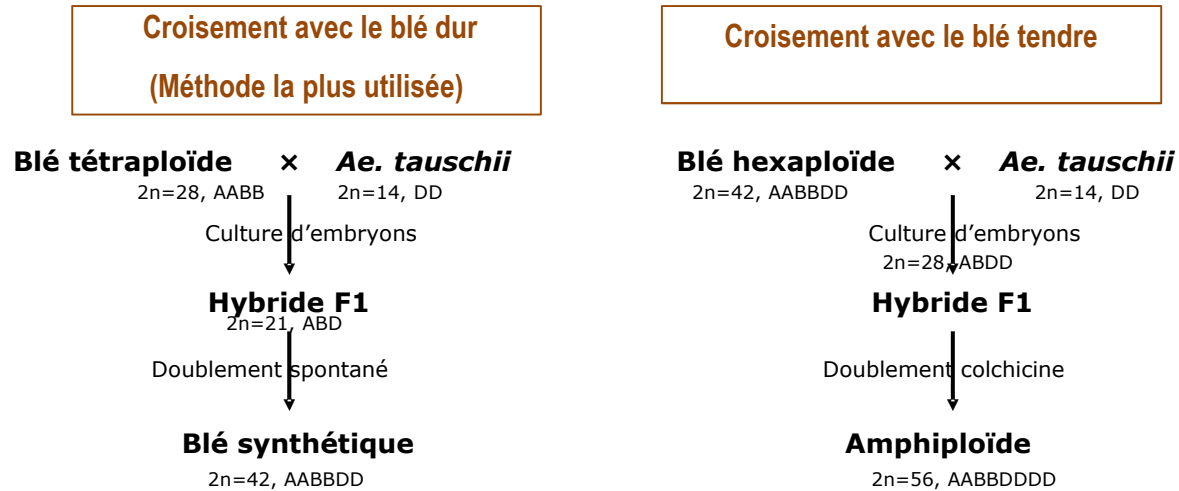 Croisement avec le blé dur
(Méthode la plus utilisée)
Blé tétraploïde × Ae. tauschii
2n=28, AABB 2n=14, DD
Culture d'embryons
Hybride F1
2n=21, ABD
Doublement spontané
Blé synthétique
2n=42, AABBDD
Croisement avec le blé tendre
Blé hexaploïde × Ae. tauschii
2n=42, AABBDD 2n=14, DD
Culture d'embryons
2n=28, ABDD
Hybride F1
Doublement colchicine
Amphiploïde
2n=56, AABBDDDD